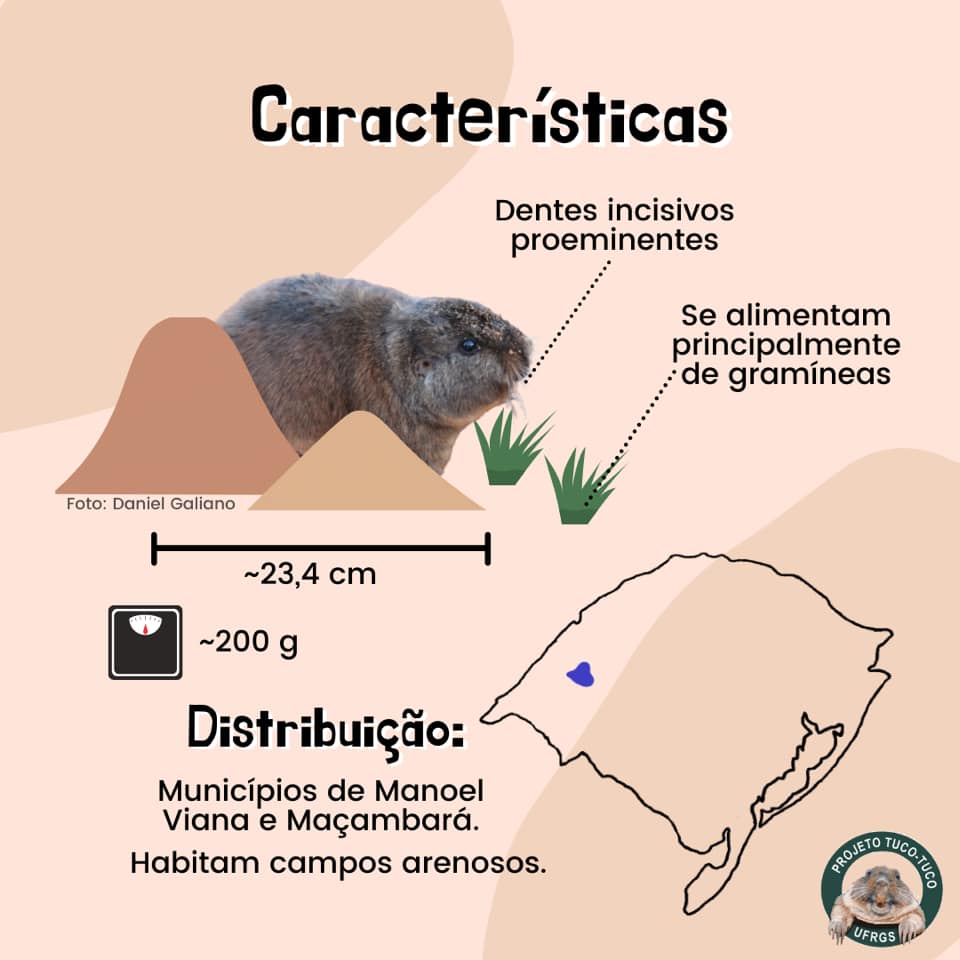 Características
Dentes incisivos
proeminentes
Se alimentam
principalmente
de gramíneas
Foto: Daniel Galiano
~23,4 cm
~200 g
Distribuição:
Municípios de Manoel
Viana e Maçambará.
Habitam campos arenosos.
PROJETO TUCO-TUCO
UFRGS